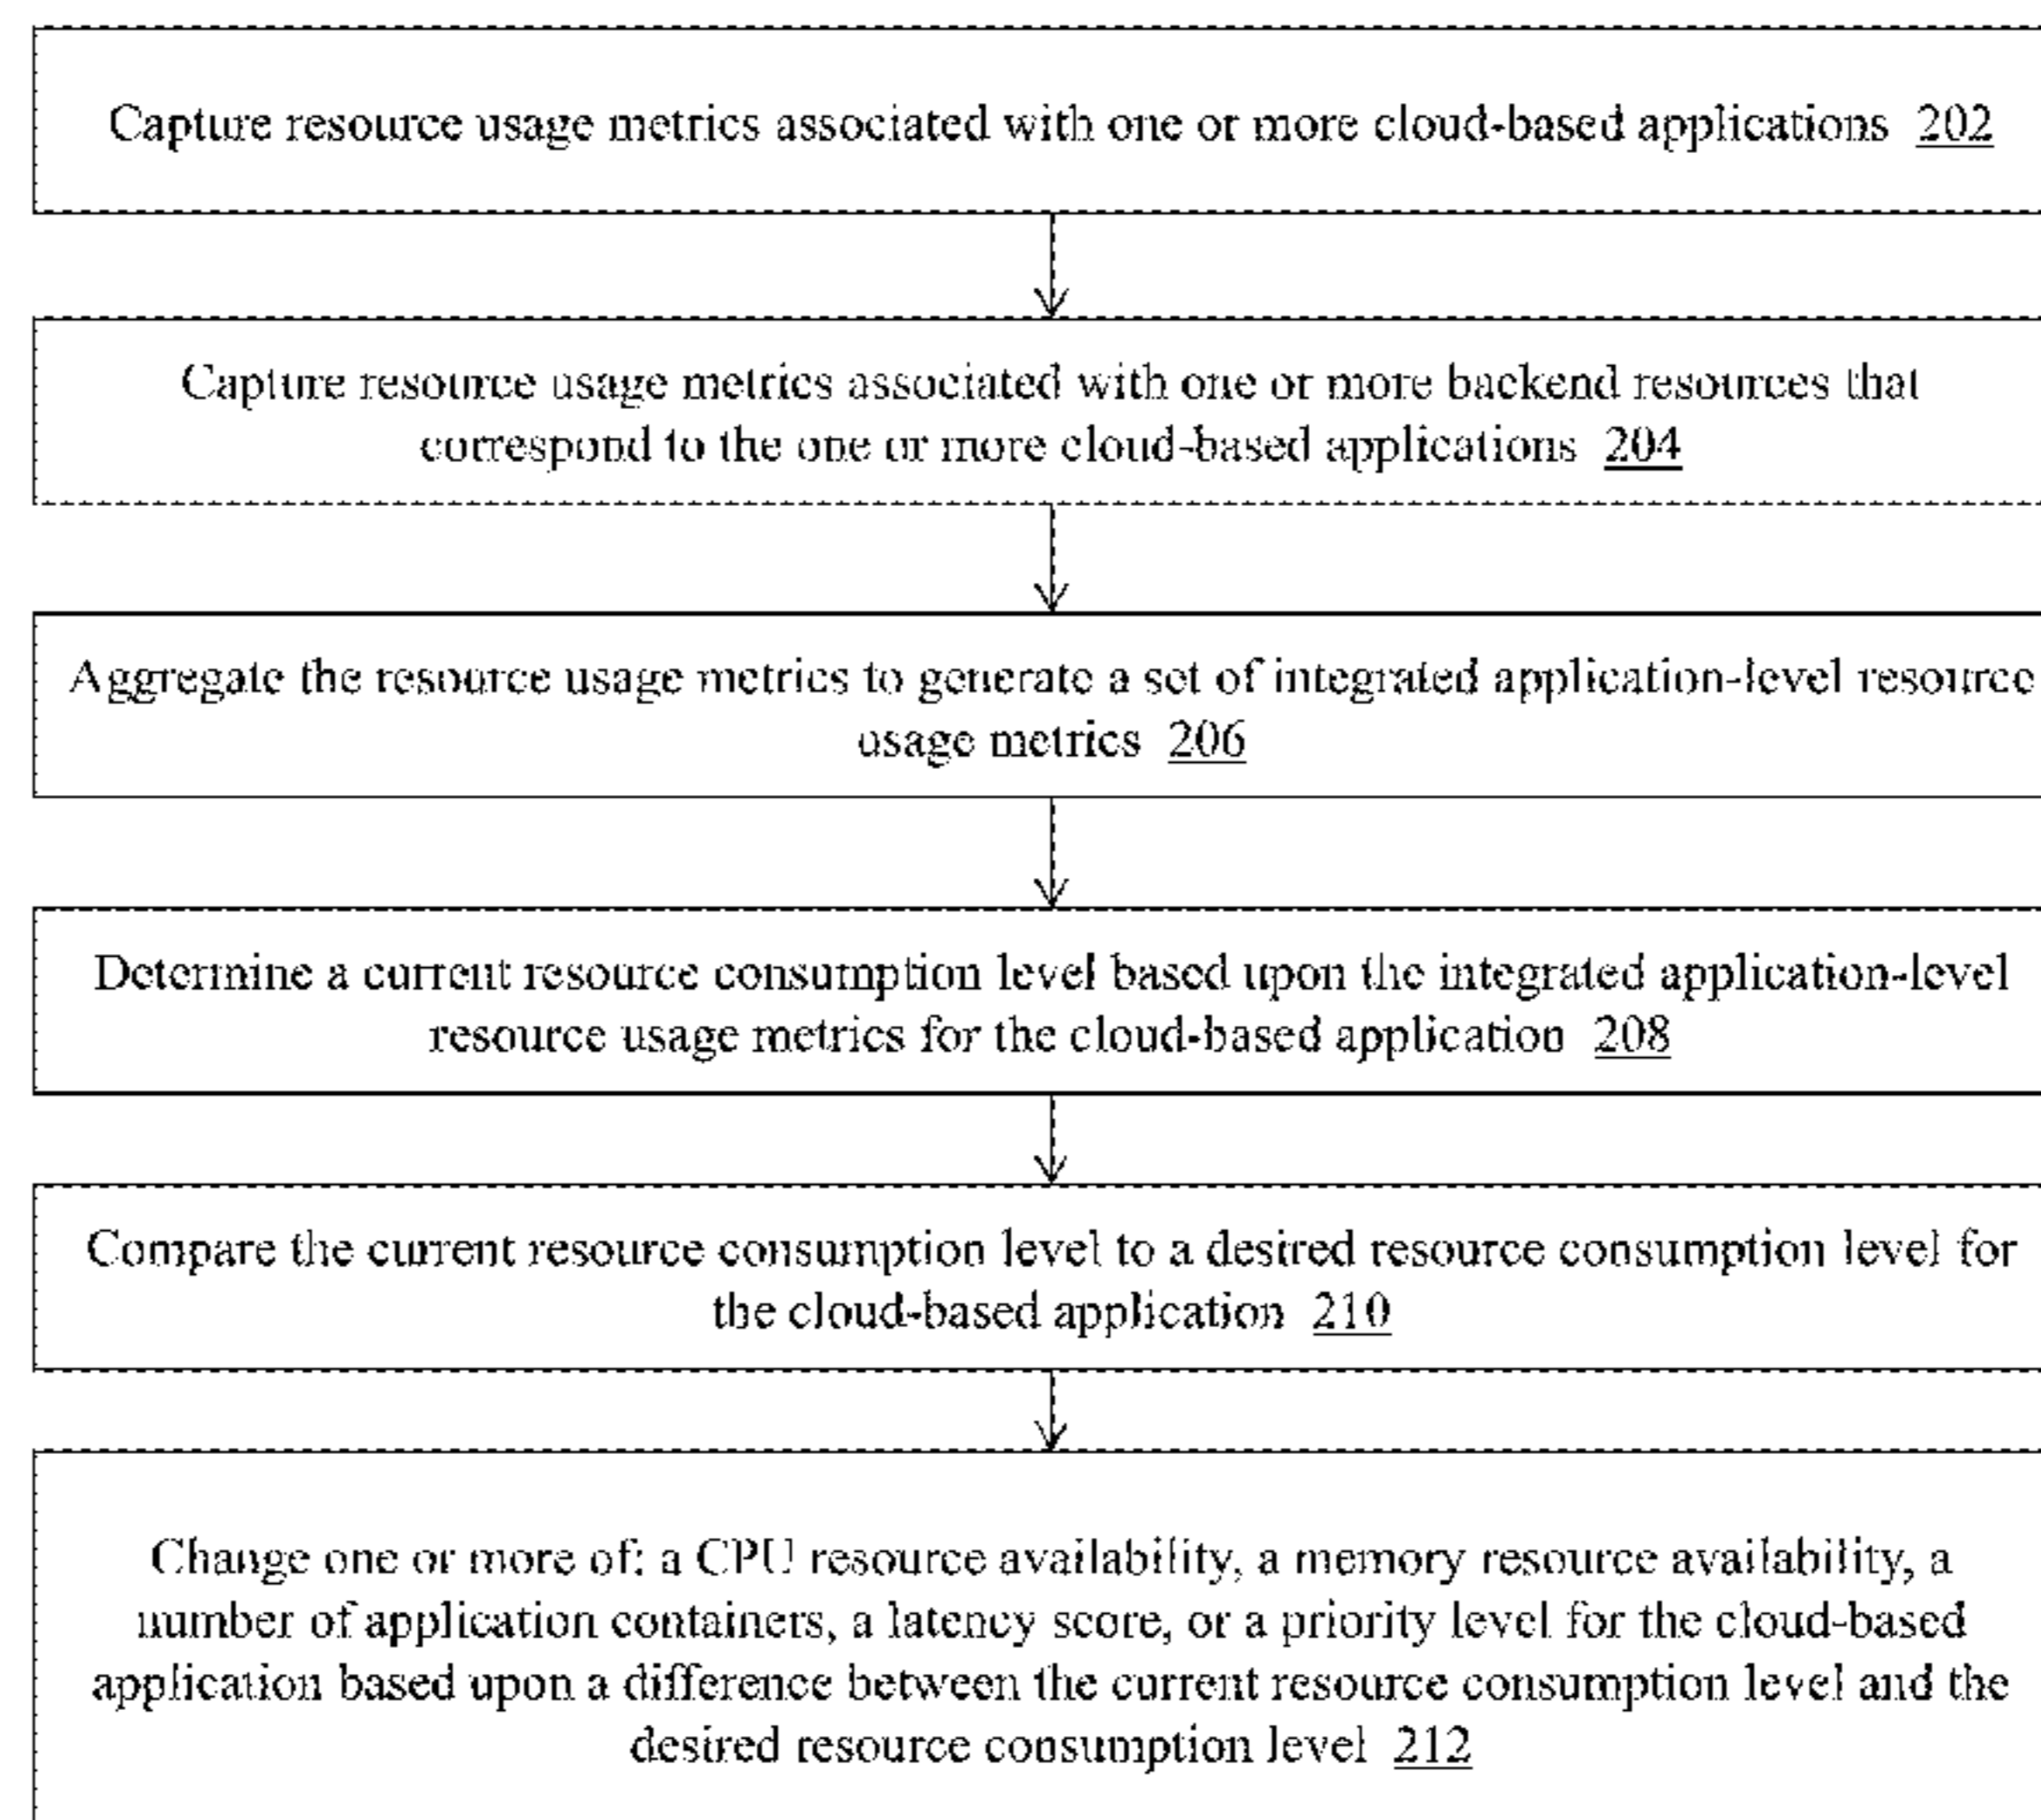 Capture resource usage metrics associated with one or more cloud-based applications 202
Capture resource usage metrics associated with one or more backend resources that
correspond to the one or more cloud-based applications 204
Aggregate the resource usage metrics to generate a set of integrated application-level resource
usage metrics 206
Determine a current resource consumption level based upon the integrated application-level
resource usage metrics for the cloud-based application 208
Compare the current resource consumption level to a desired resource consumption level for
the cloud-based application 210
Change one or more of: a CPU resource availability, a memory resource availability, a
number of application containers, a latency score, or a priority level for the cloud-based
application based upon a difference between the current resource consumption level and the
desired resource consumption level 212